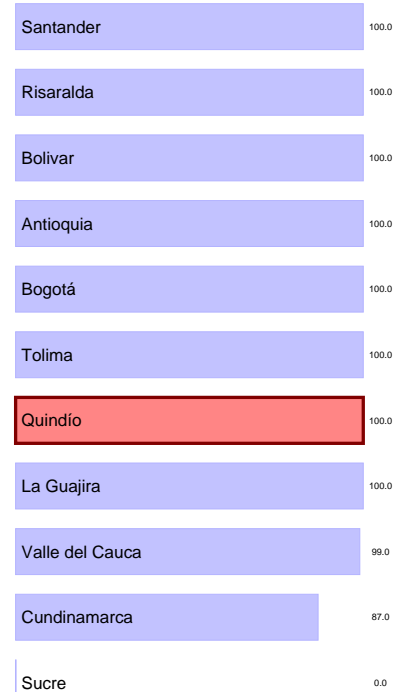 Santander 100.0
Risaralda 100.0
Bolivar 100.0
Antioquia 100.0
Bogotá 100.0
Tolima 100.0
Quindío 100.0
La Guajira 100.0
Valle del Cauca 99.0
Cundinamarca 87.0
Sucre 0.0